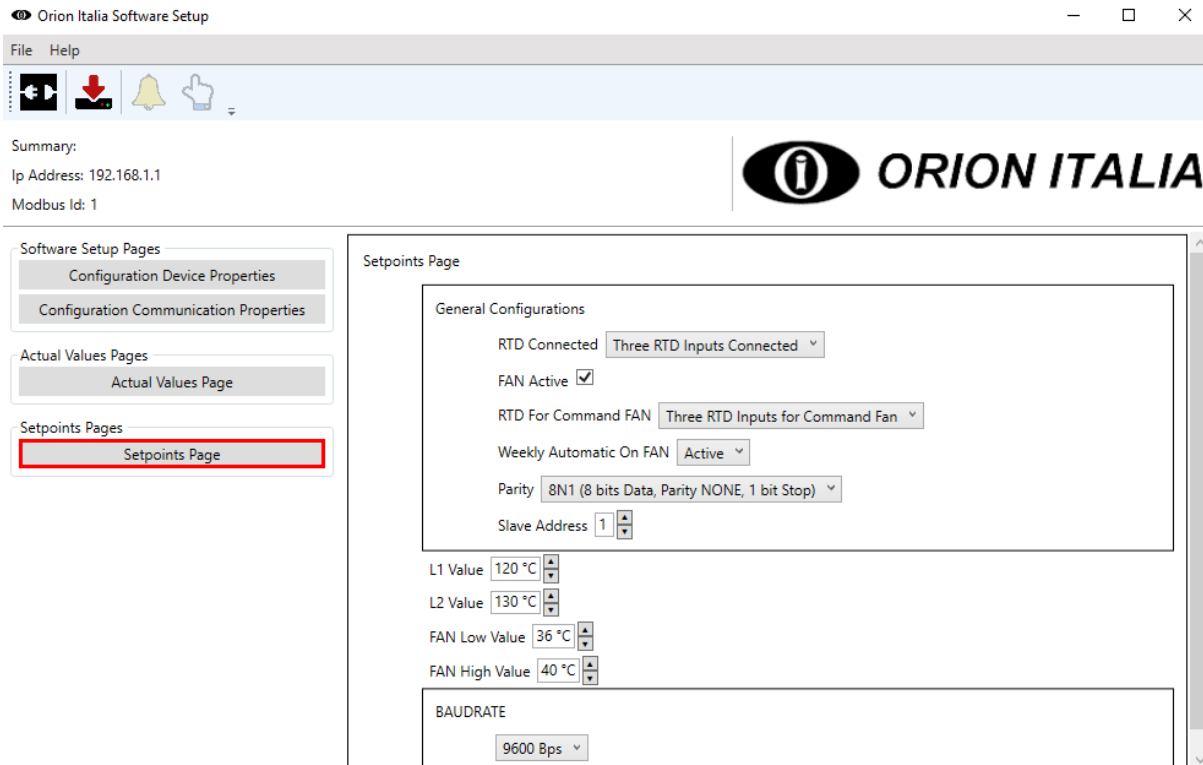 Orion Italia Software Setup
File Help
Summary:
Ip Address: 192.168.1.1
Modbus Id: 1
ORION ITALIA
Software Setup Pages
Configuration Device Properties
Configuration Communication Properties
Actual Values Pages
Actual Values Page
Setpoints Pages
Setpoints Page
Setpoints Page
General Configurations
RTD Connected Three RTD Inputs Connected
FAN Active
RTD For Command FAN Three RTD Inputs for Command Fan
Weekly Automatic On FAN Active
Parity 8N1 (8 bits Data, Parity NONE, 1 bit Stop)
Slave Address 1
L1 Value 120 °C
L2 Value 130 °C
FAN Low Value 36 °C
FAN High Value 40 °C
BAUDRATE
9600 Bps